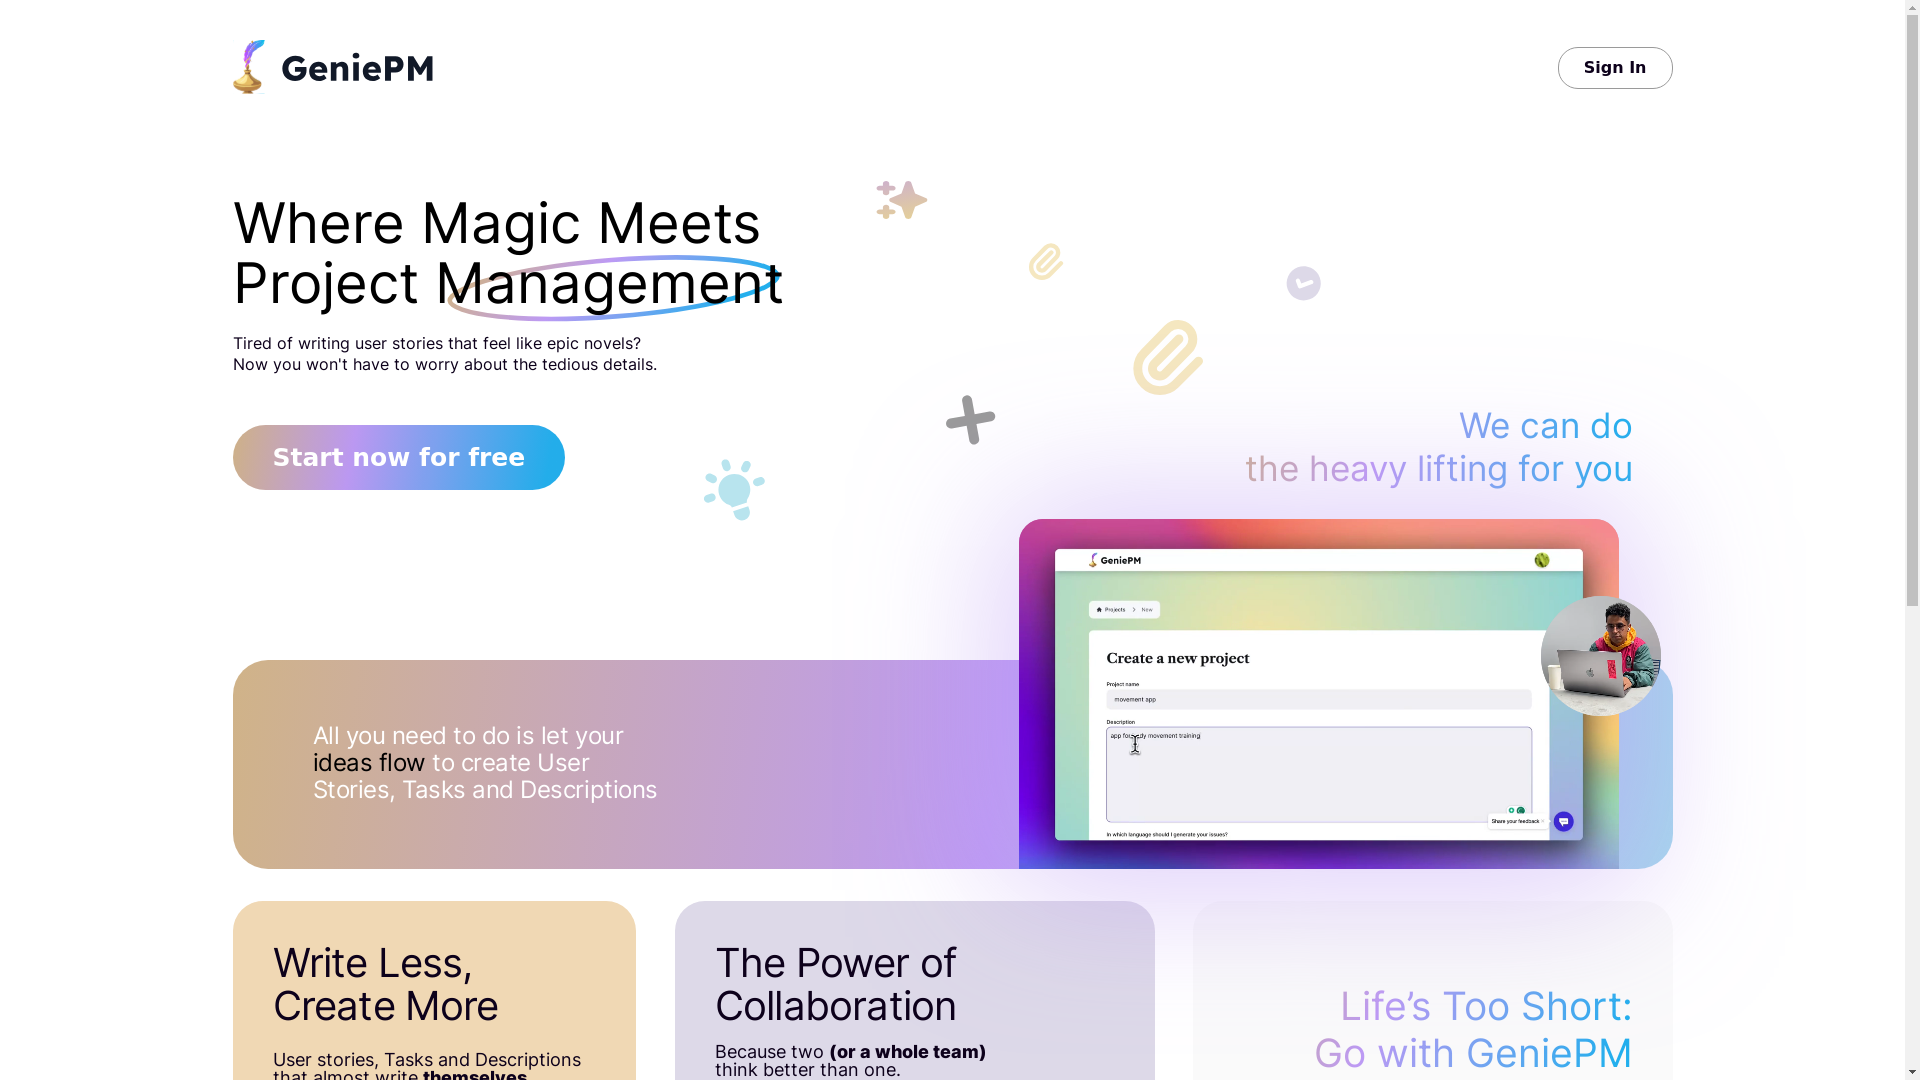 GeniePM
Sign In
Where Magic Meets
Project Management
Tired of writing user stories that feel like epic novels?
Now you won't have to worry about the tedious details.
Start now for free
We can do
the heavy lifting for you
All you need to do is let your
ideas flow to create User
Stories, Tasks and Descriptions
GeniePM
Projects > New
Create a new project
Project name
movement app
Description
movement training
Share your feedback
In which language should I generate your issues?
Write Less,
Create More
User stories, Tasks and Descriptions
that almost write themselves
The Power of
Collaboration
Because two (or a whole team)
think better than one.
Life’s Too Short:
Go with GeniePM